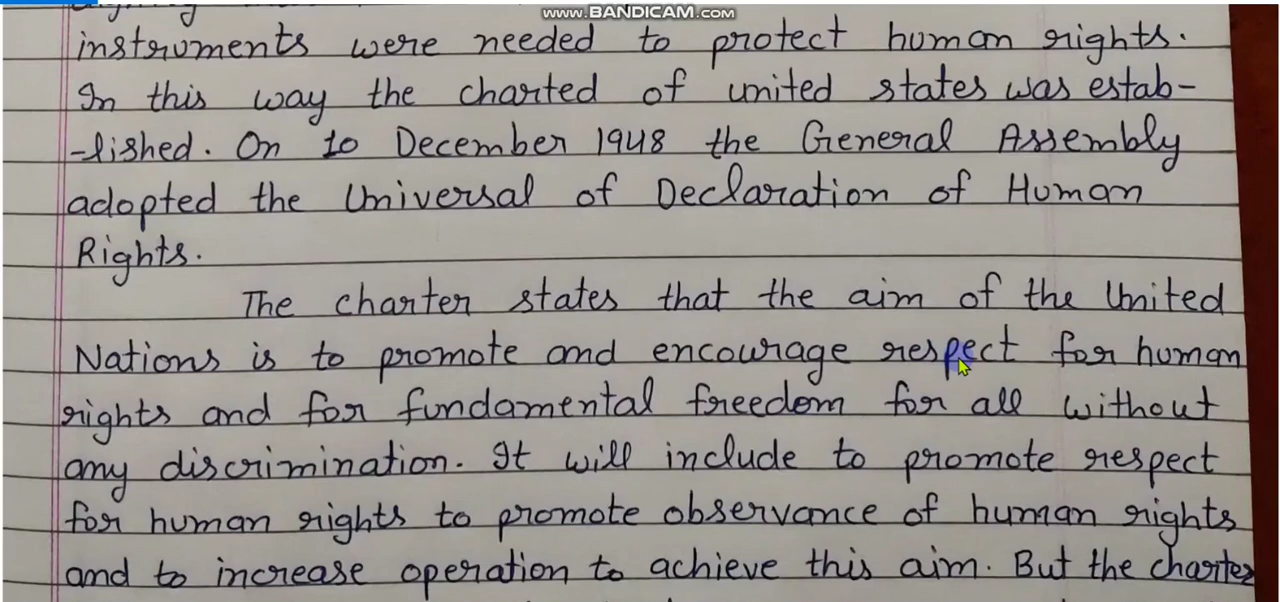 www.BANDICAM.com
instruments were needed to protect human rights.
In this way the charted of united states was estab-
-lished. On 10 December 1948 the General Assembly
adopted the Universal of Declaration of Human
Rights.
The charter states that the aim of the United
Nations is to promote and encourage respect for human
rights and for fundamental freedom for all without
any discrimination. It will include to promote respect
for human rights to promote observance of human rights
and to increase operation to achieve this aim. But the charter